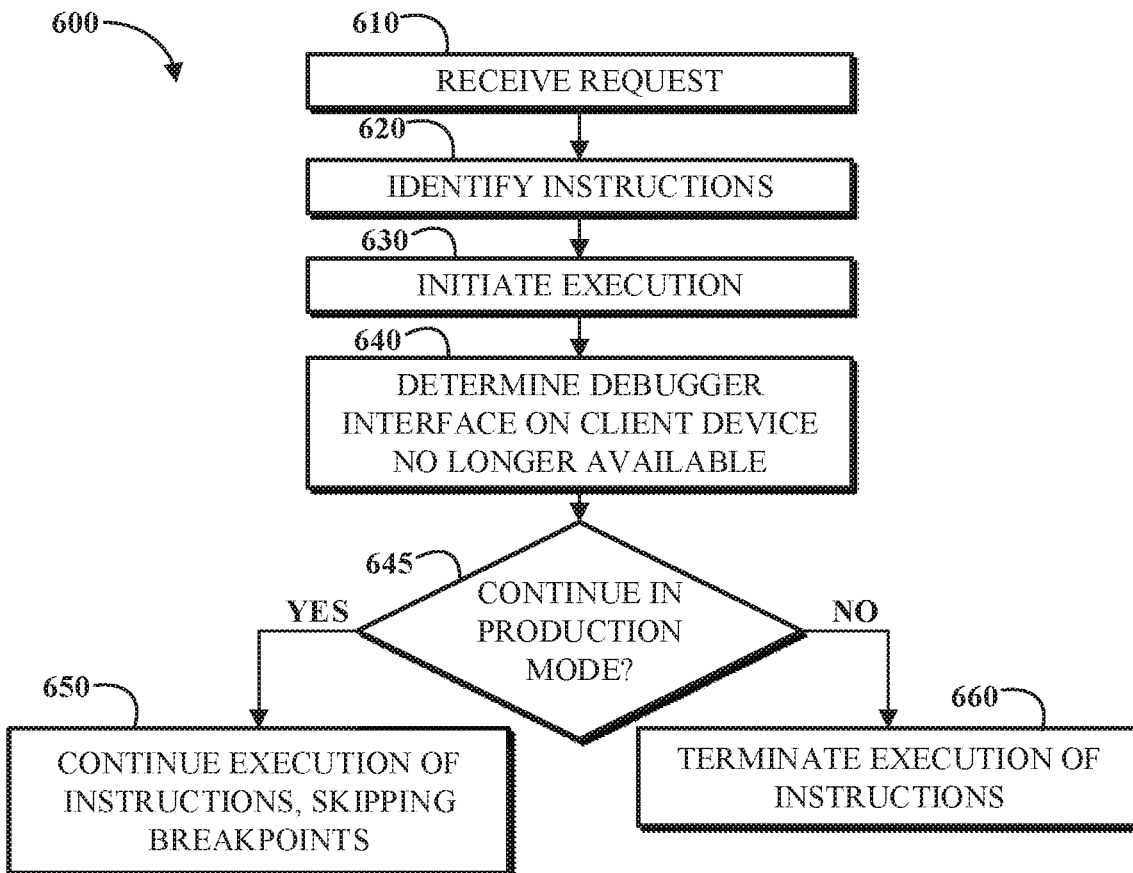 600
610
RECEIVE REQUEST
620
IDENTIFY INSTRUCTIONS
630
INITIATE EXECUTION
640
DETERMINE DEBUGGER
INTERFACE ON CLIENT DEVICE
NO LONGER AVAILABLE
645
CONTINUE IN
PRODUCTION
MODE?
YES
NO
650
CONTINUE EXECUTION OF
INSTRUCTIONS, SKIPPING
BREAKPOINTS
660
TERMINATE EXECUTION OF
INSTRUCTIONS